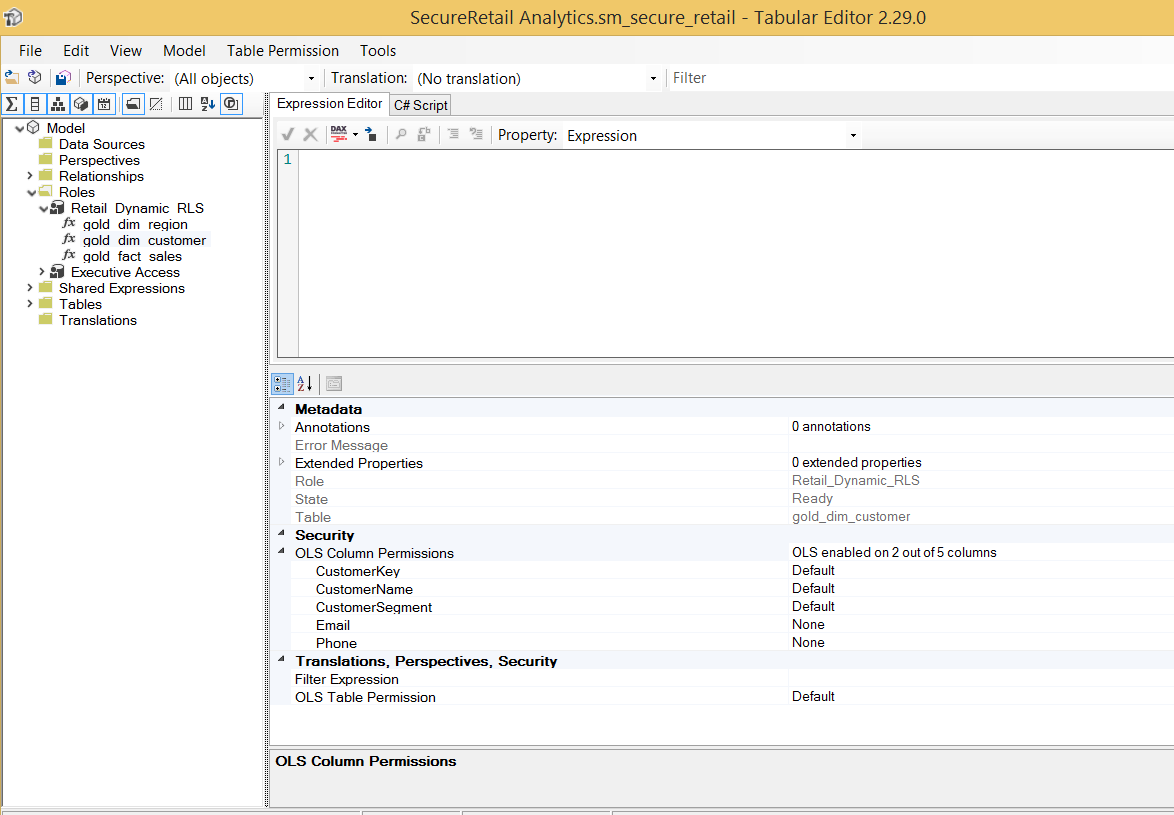 SecureRetail Analytics.sm_secure_retail - Tabular Editor 2.29.0
File Edit View Model Table Permission Tools
Perspective: (All objects) Translation: (No translation) Filter
Expression Editor C# Script
DAX Property: Expression
1
Model
Data Sources
Perspectives
Relationships
Roles
Retail_Dynamic_RLS
fx gold_dim_region
fx gold_dim_customer
fx gold_fact_sales
Executive Access
Shared Expressions
Tables
Translations
Metadata
Annotations 0 annotations
Error Message
Extended Properties 0 extended properties
Role Retail_Dynamic_RLS
State Ready
Table gold_dim_customer
Security
OLS Column Permissions OLS enabled on 2 out of 5 columns
CustomerKey Default
CustomerName Default
CustomerSegment Default
Email None
Phone None
Translations, Perspectives, Security
Filter Expression
OLS Table Permission Default
OLS Column Permissions